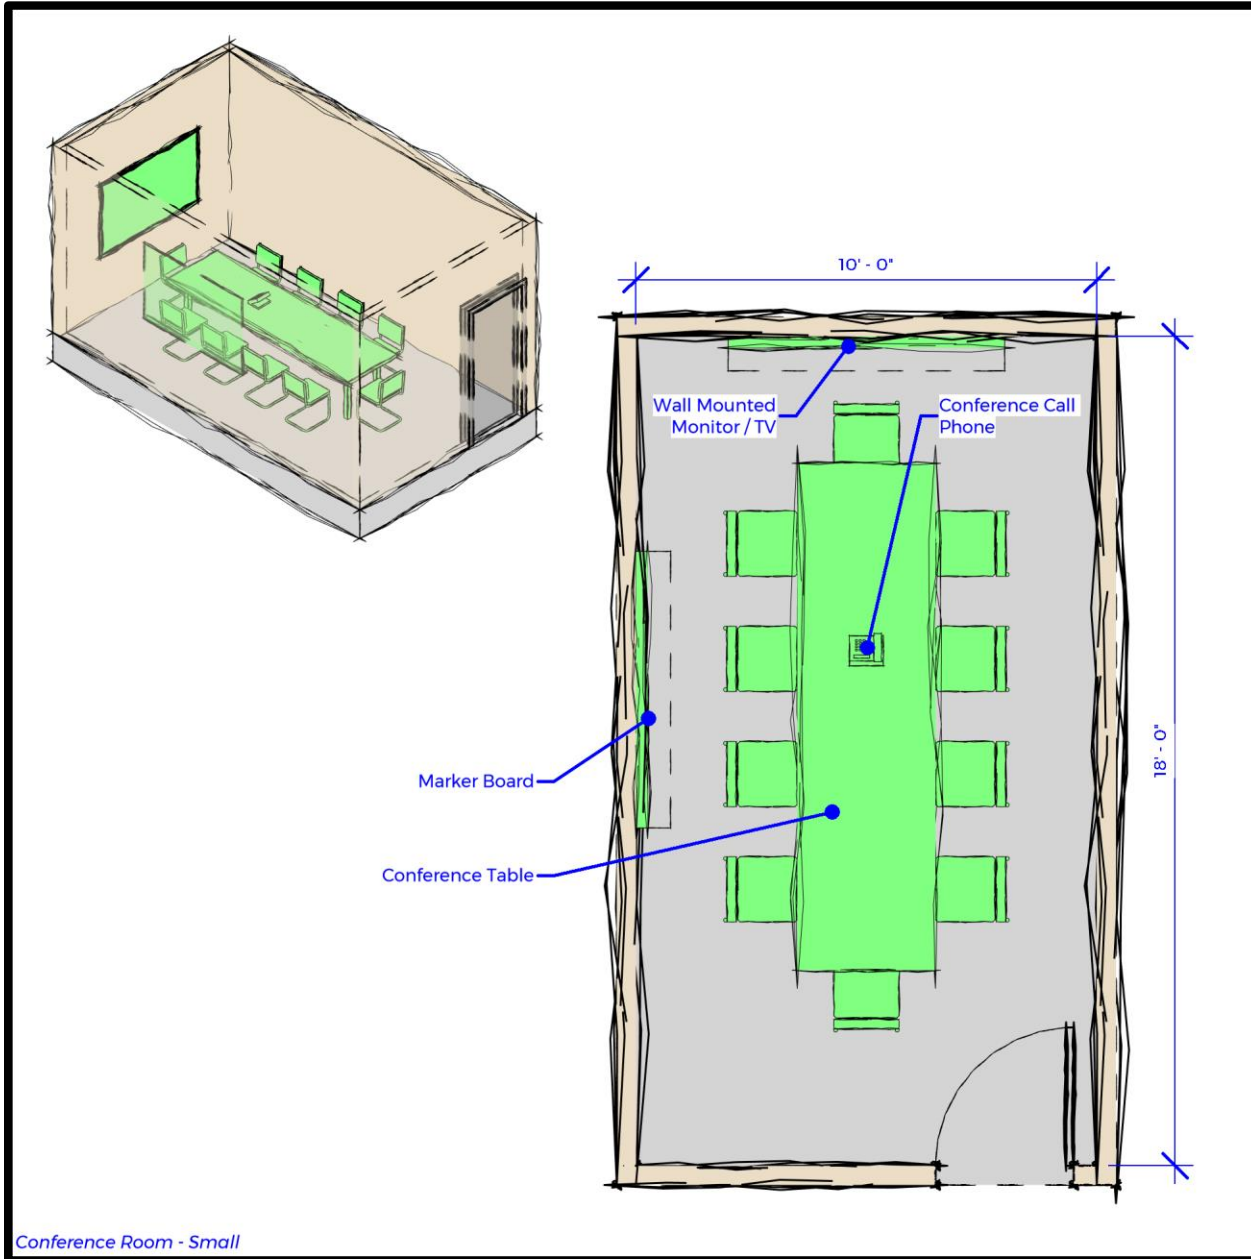 10' - 0"
Wall Mounted
Monitor / TV
Conference Call
Phone
18' - 0"
Marker Board
Conference Table
Conference Room - Small